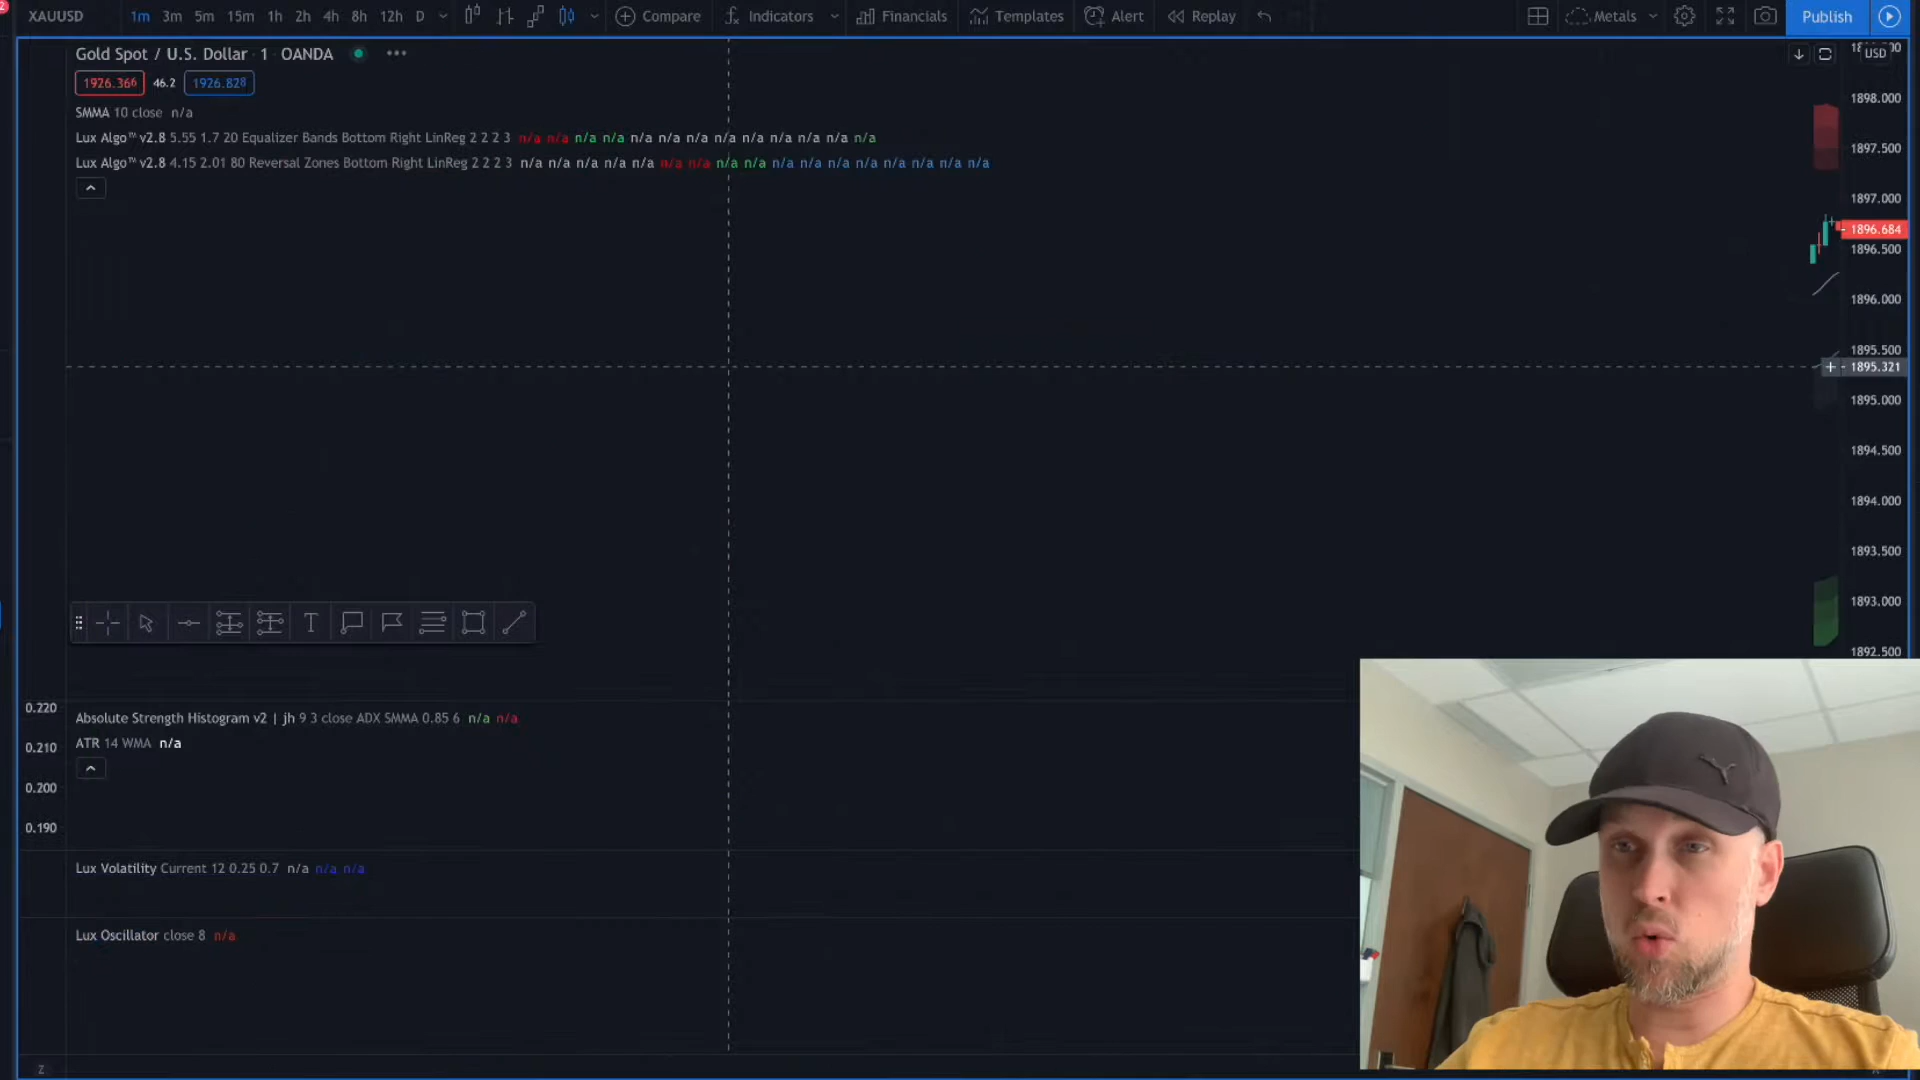 XAUUSD 1m 3m 5m 15m 1h 2h 4h 8h 12h D Compare Indicators Financials Templates Alert Replay Metals Publish
Gold Spot / U.S. Dollar · 1 · OANDA
USD
1926.366 46.2 1926.828
SMMA 10 close n/a
Lux Algo™ v2.8 5.55 1.7 20 Equalizer Bands Bottom Right LinReg 2 2 2 3 n/a n/a n/a n/a n/a n/a n/a n/a n/a n/a n/a n/a n/a
Lux Algo™ v2.8 4.15 2.01 80 Reversal Zones Bottom Right LinReg 2 2 2 3 n/a n/a n/a n/a n/a n/a n/a n/a n/a n/a n/a n/a n/a n/a n/a n/a n/a
1898.000
1897.500
1897.000
1896.684
1896.500
1896.000
1895.500
1895.321
1895.000
1894.500
1894.000
1893.500
1893.000
1892.500
0.220
Absolute Strength Histogram v2 | jh 9 3 close ADX SMMA 0.85 6 n/a n/a
ATR 14 WMA n/a
0.210
0.200
0.190
Lux Volatility Current 12 0.25 0.7 n/a n/a n/a
Lux Oscillator close 8 n/a
Z